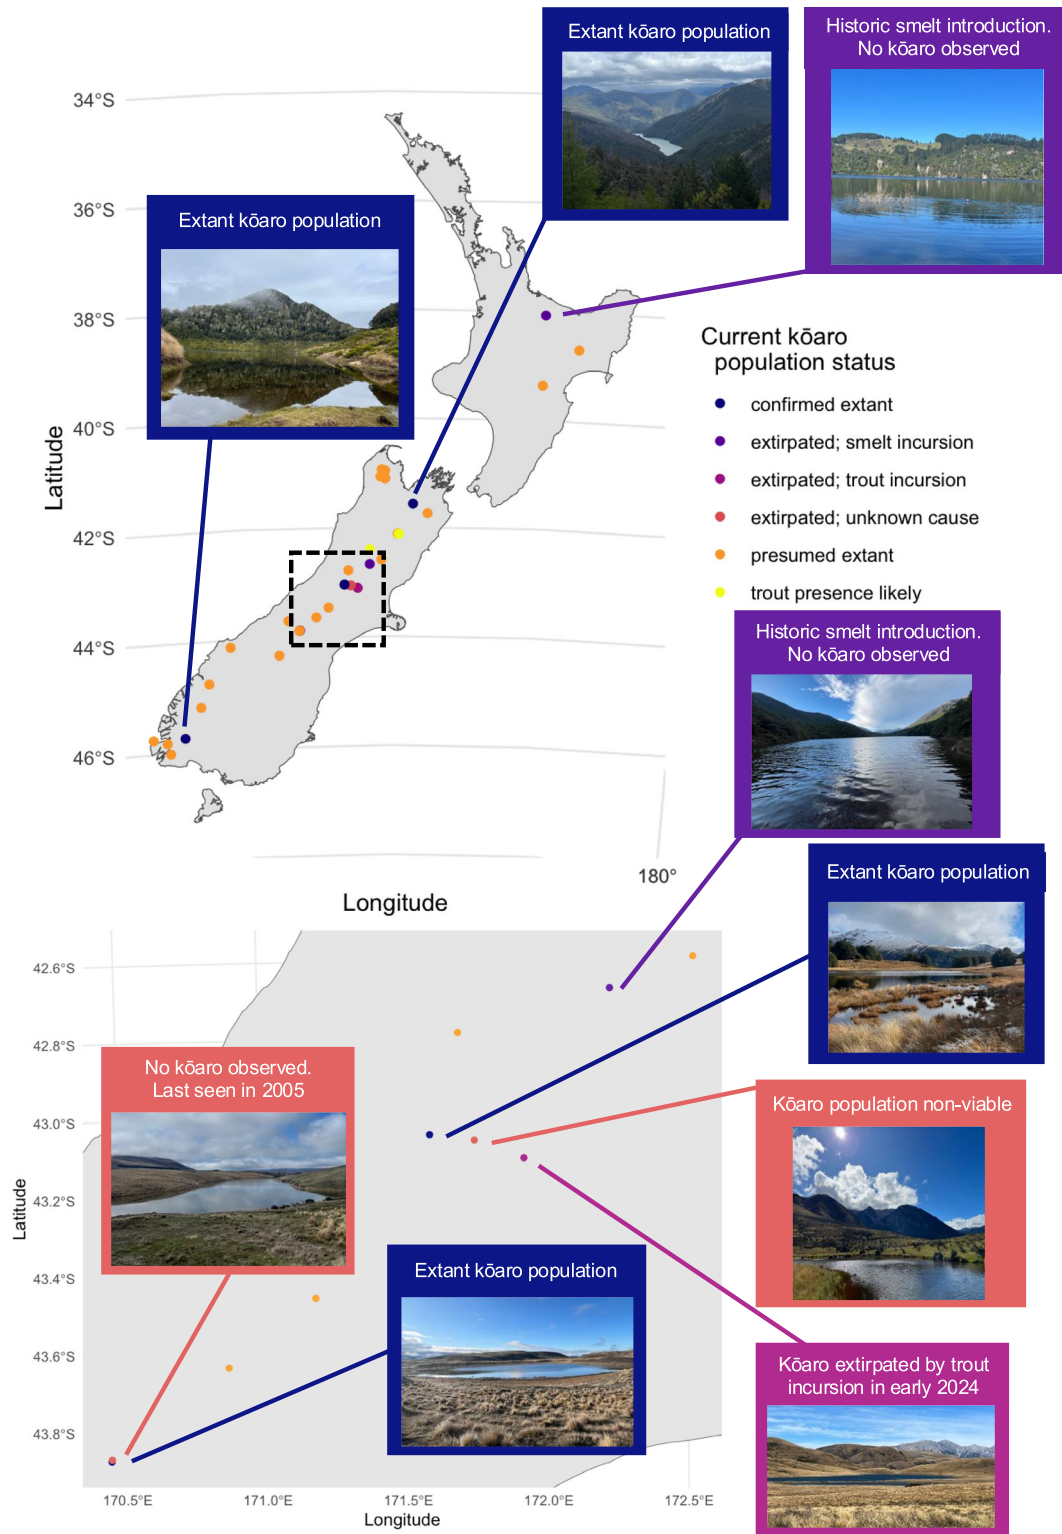 Extant kōaro population
Historic smelt introduction.
No kōaro observed
34°S
36°S
Extant kōaro population
38°S
40°S
42°S
44°S
46°S
Latitude
Current kōaro
population status
confirmed extant
extirpated; smelt incursion
extirpated; trout incursion
extirpated; unknown cause
presumed extant
trout presence likely
Historic smelt introduction.
No kōaro observed
180°
Longitude
Extant kōaro population
42.6°S
42.8°S
43.0°S
43.2°S
43.4°S
43.6°S
43.8°S
Latitude
No kōaro observed.
Last seen in 2005
Kōaro population non-viable
Extant kōaro population
Kōaro extirpated by trout
incursion in early 2024
170.5°E
171.0°E
171.5°E
172.0°E
172.5°E
Longitude